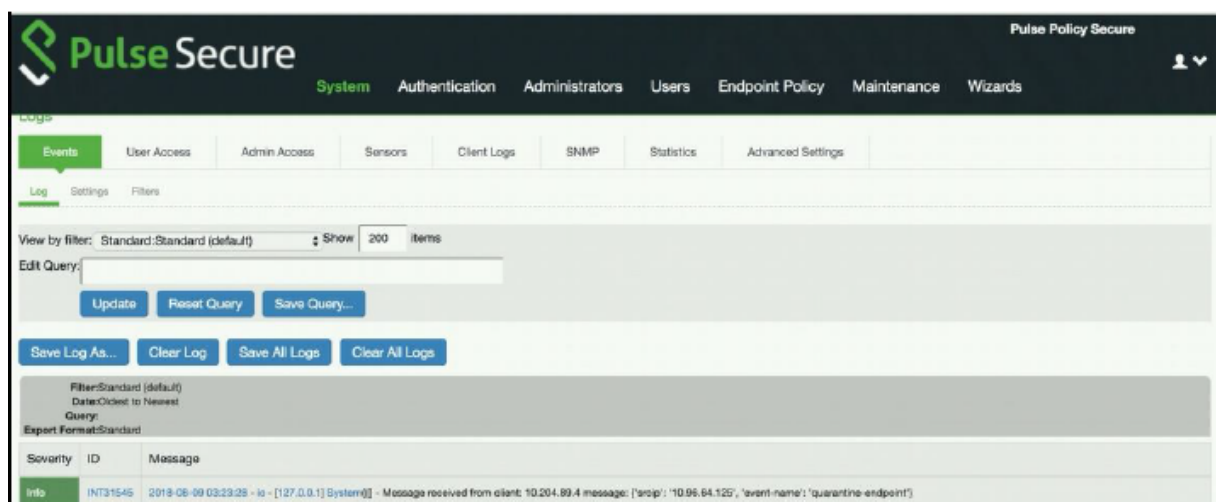 Pulse Policy Secure
Pulse Secure
System Authentication Administrators Users Endpoint Policy Maintenance Wizards
Logs
Events User Access Admin Access Sensors Client Logs SNMP Statistics Advanced Settings
Log Settings Filters
View by filter: Standard:Standard (default) Show 200 items
Edit Query:
Update Reset Query Save Query...
Save Log As... Clear Log Save All Logs Clear All Logs
Filter:Standard (default)
Date:Oldest to Newest
Query:
Export Format:Standard
Severity ID Message
Info INT31545 2018-08-09 03:23:28 - ic - [127.0.0.1] System()[] - Message received from client: 10.204.89.4 message: {'srcip': '10.96.64.125', 'event-name': 'quarantine-endpoint'}